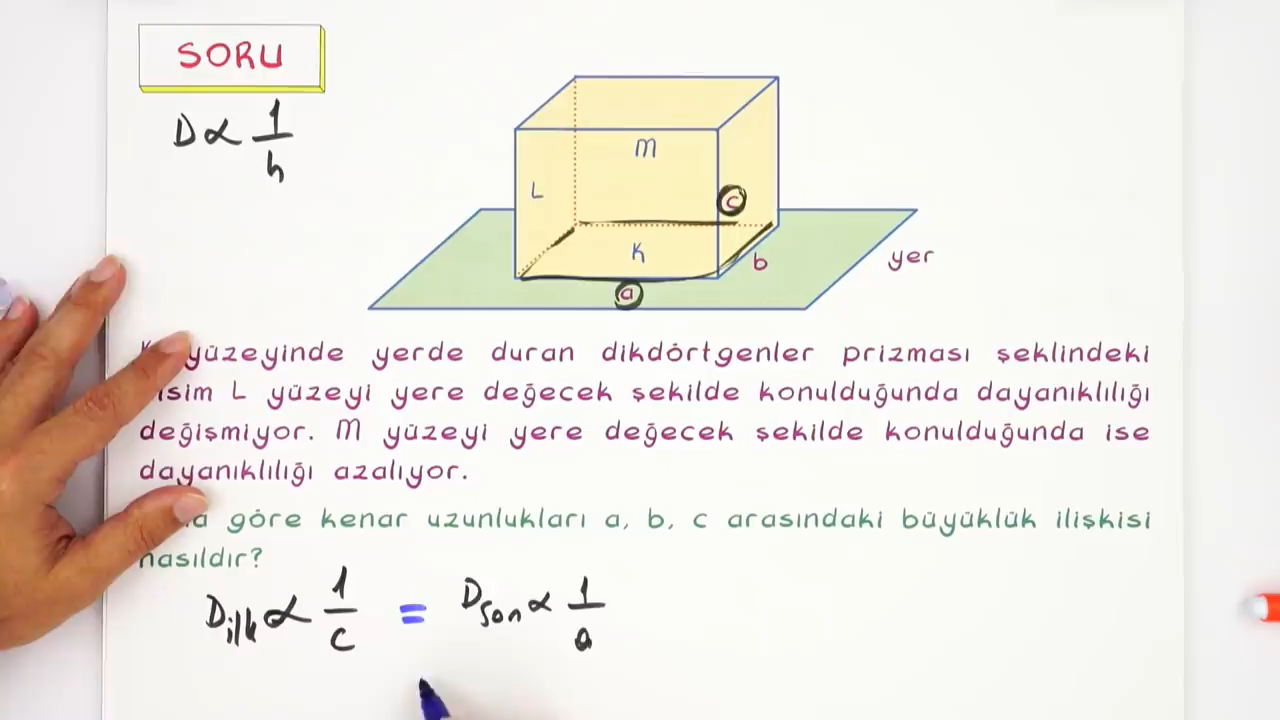 SORU
D ∝ 1/h
M
L
c
K
b
a
yer
yüzeyinde yerde duran dikdörtgenler prizması şeklindeki
L yüzeyi yere değecek şekilde konulduğunda dayanıklılığı
değişmiyor. M yüzeyi yere değecek şekilde konulduğunda ise
dayanıklılığı azalıyor.
göre kenar uzunlukları a, b, c arasındaki büyüklük ilişkisi
nasıldır?
Dilk ∝ 1/c = Dson ∝ 1/a